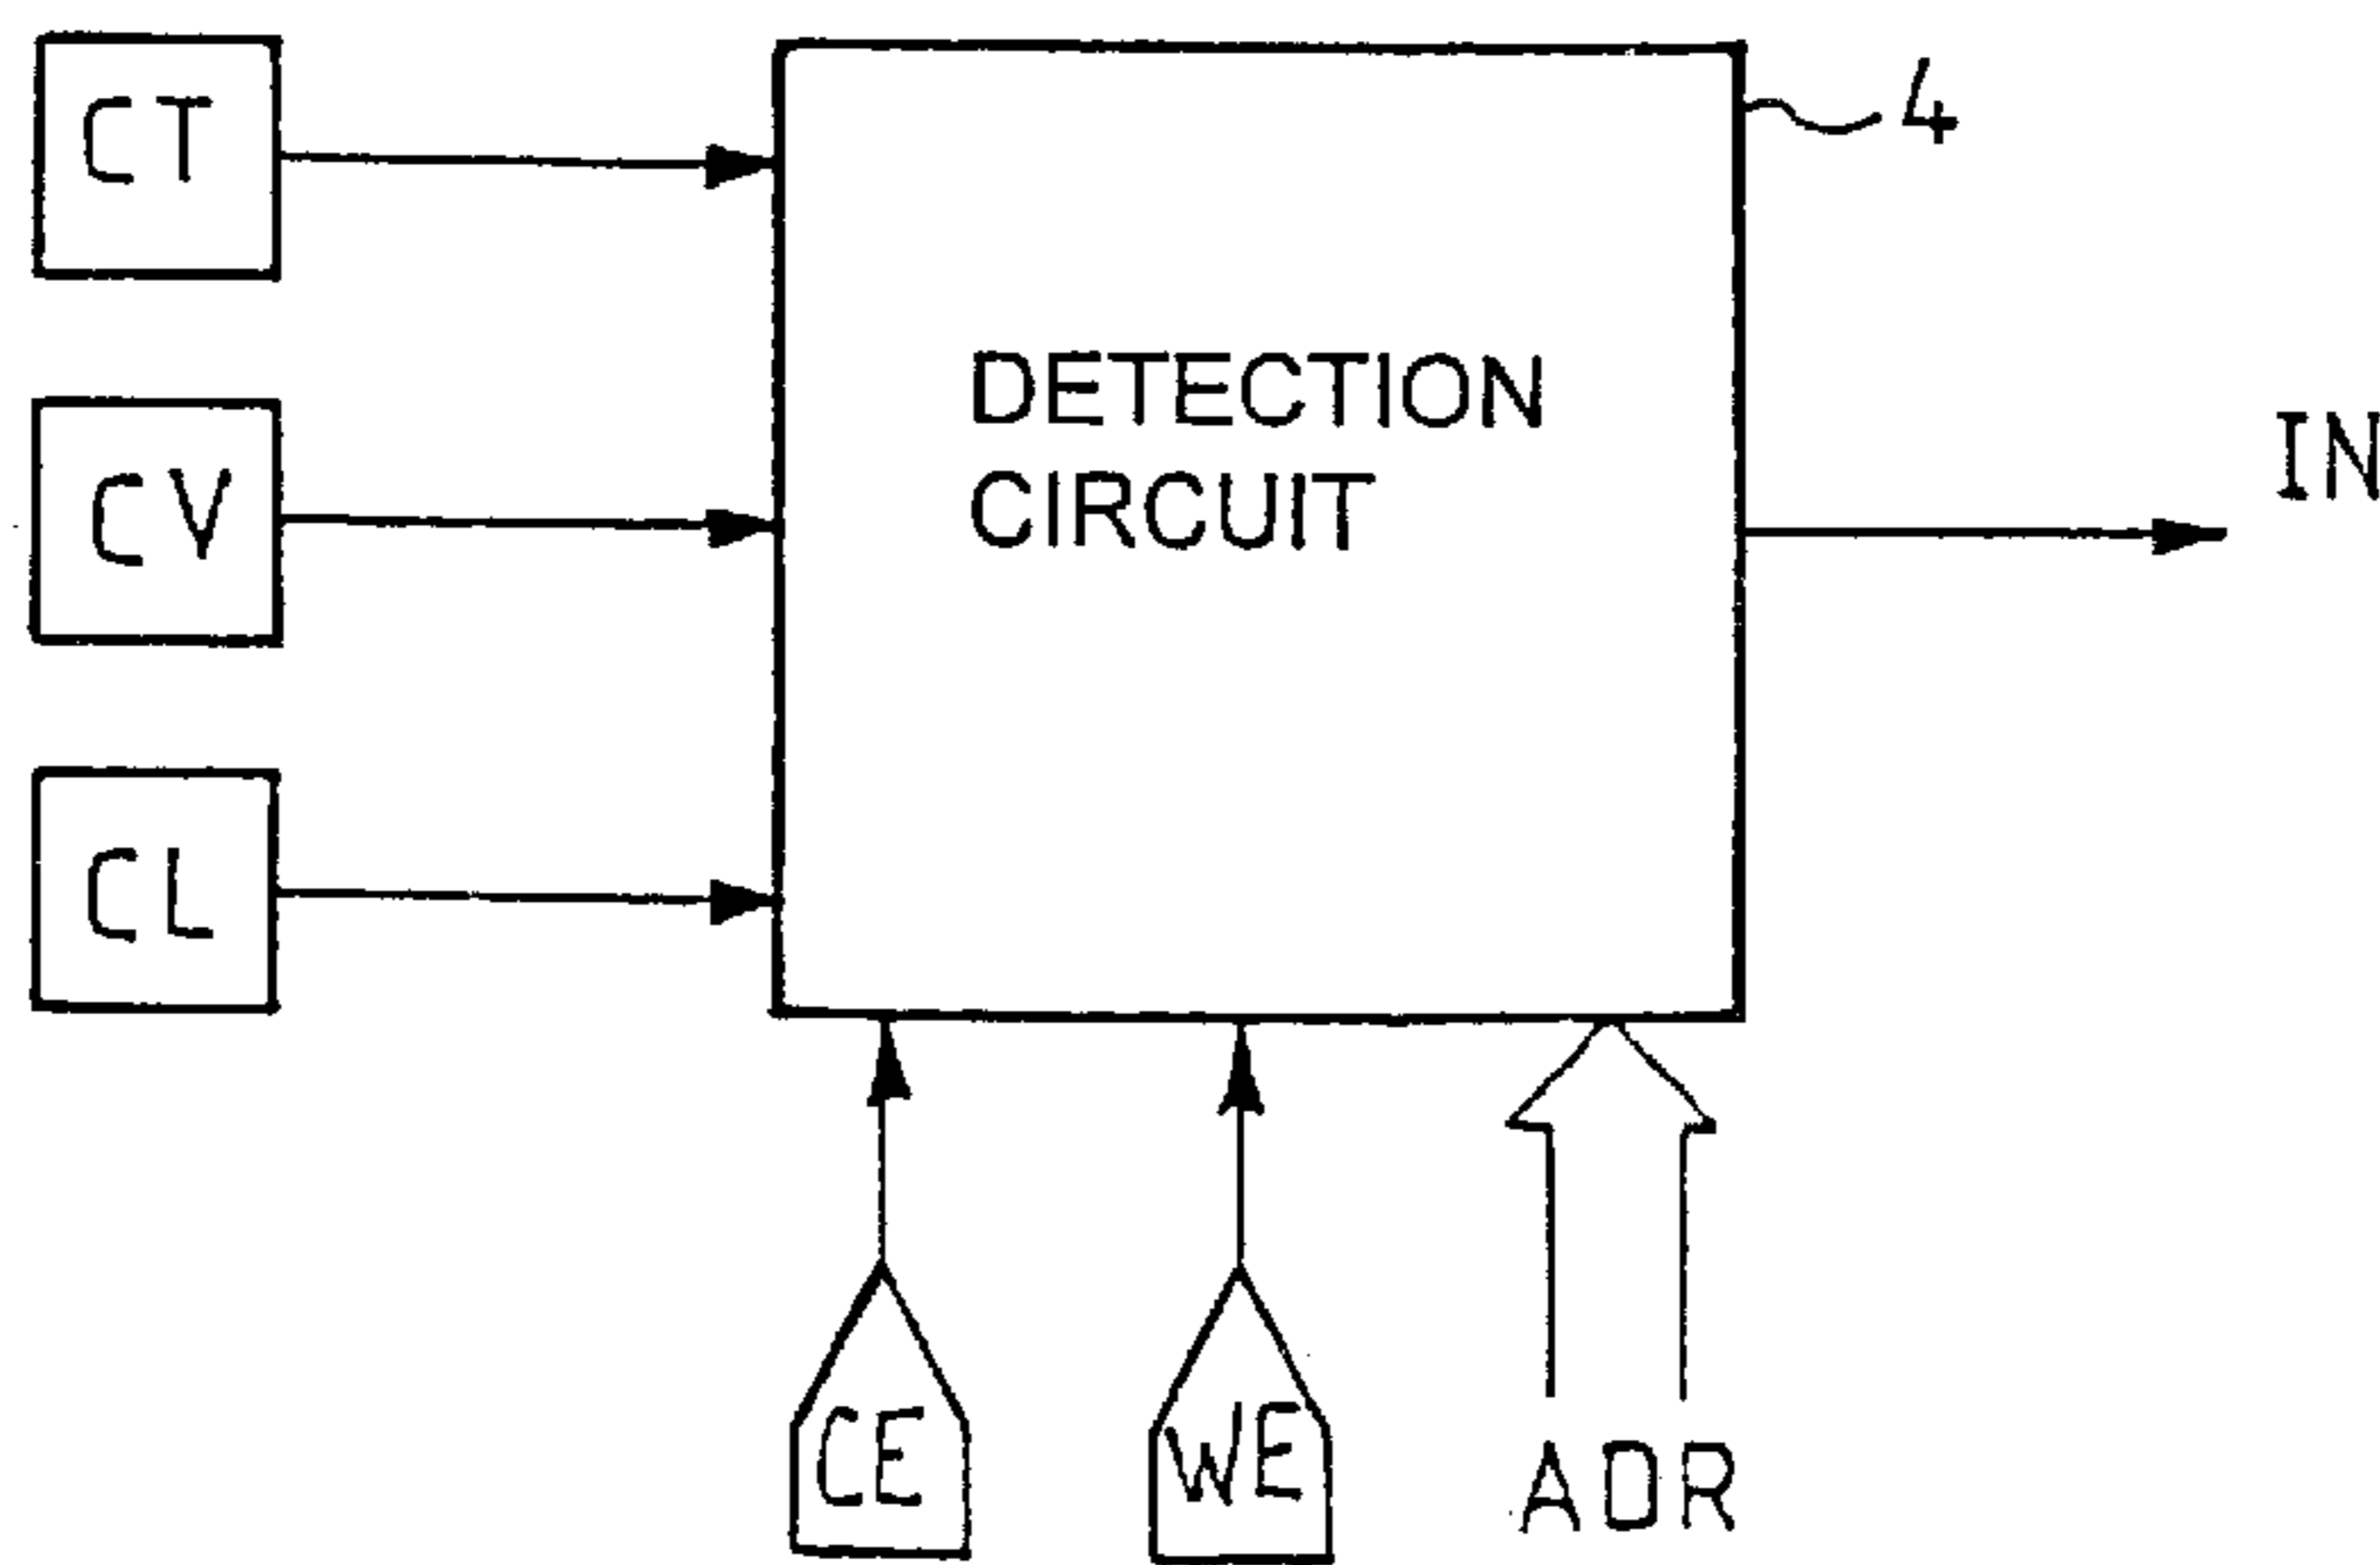 CT
4
DETECTION
CIRCUIT
IN
CV
CL
CE
WE
ADR